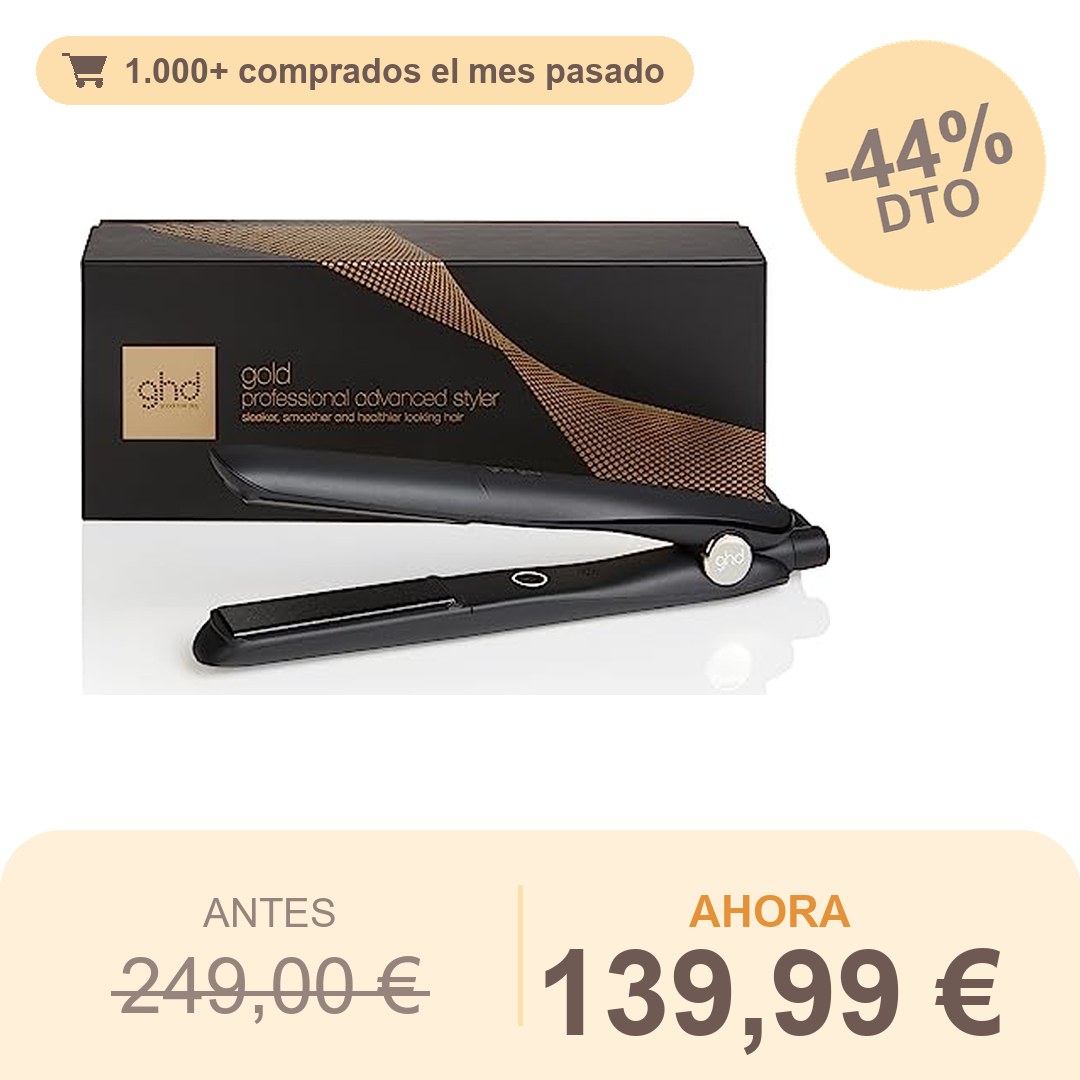 1.000+ comprados el mes pasado
-44%
DTO
ghd
gold
professional advanced styler
sleeker, smoother and healthier looking hair
ghd
ANTES
249,00 €
AHORA
139,99 €